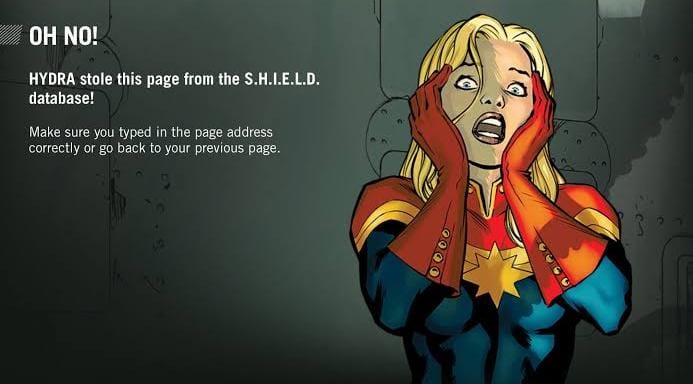 OH NO!
HYDRA stole this page from the S.H.I.E.L.D.
database!
Make sure you typed in the page address
correctly or go back to your previous page.